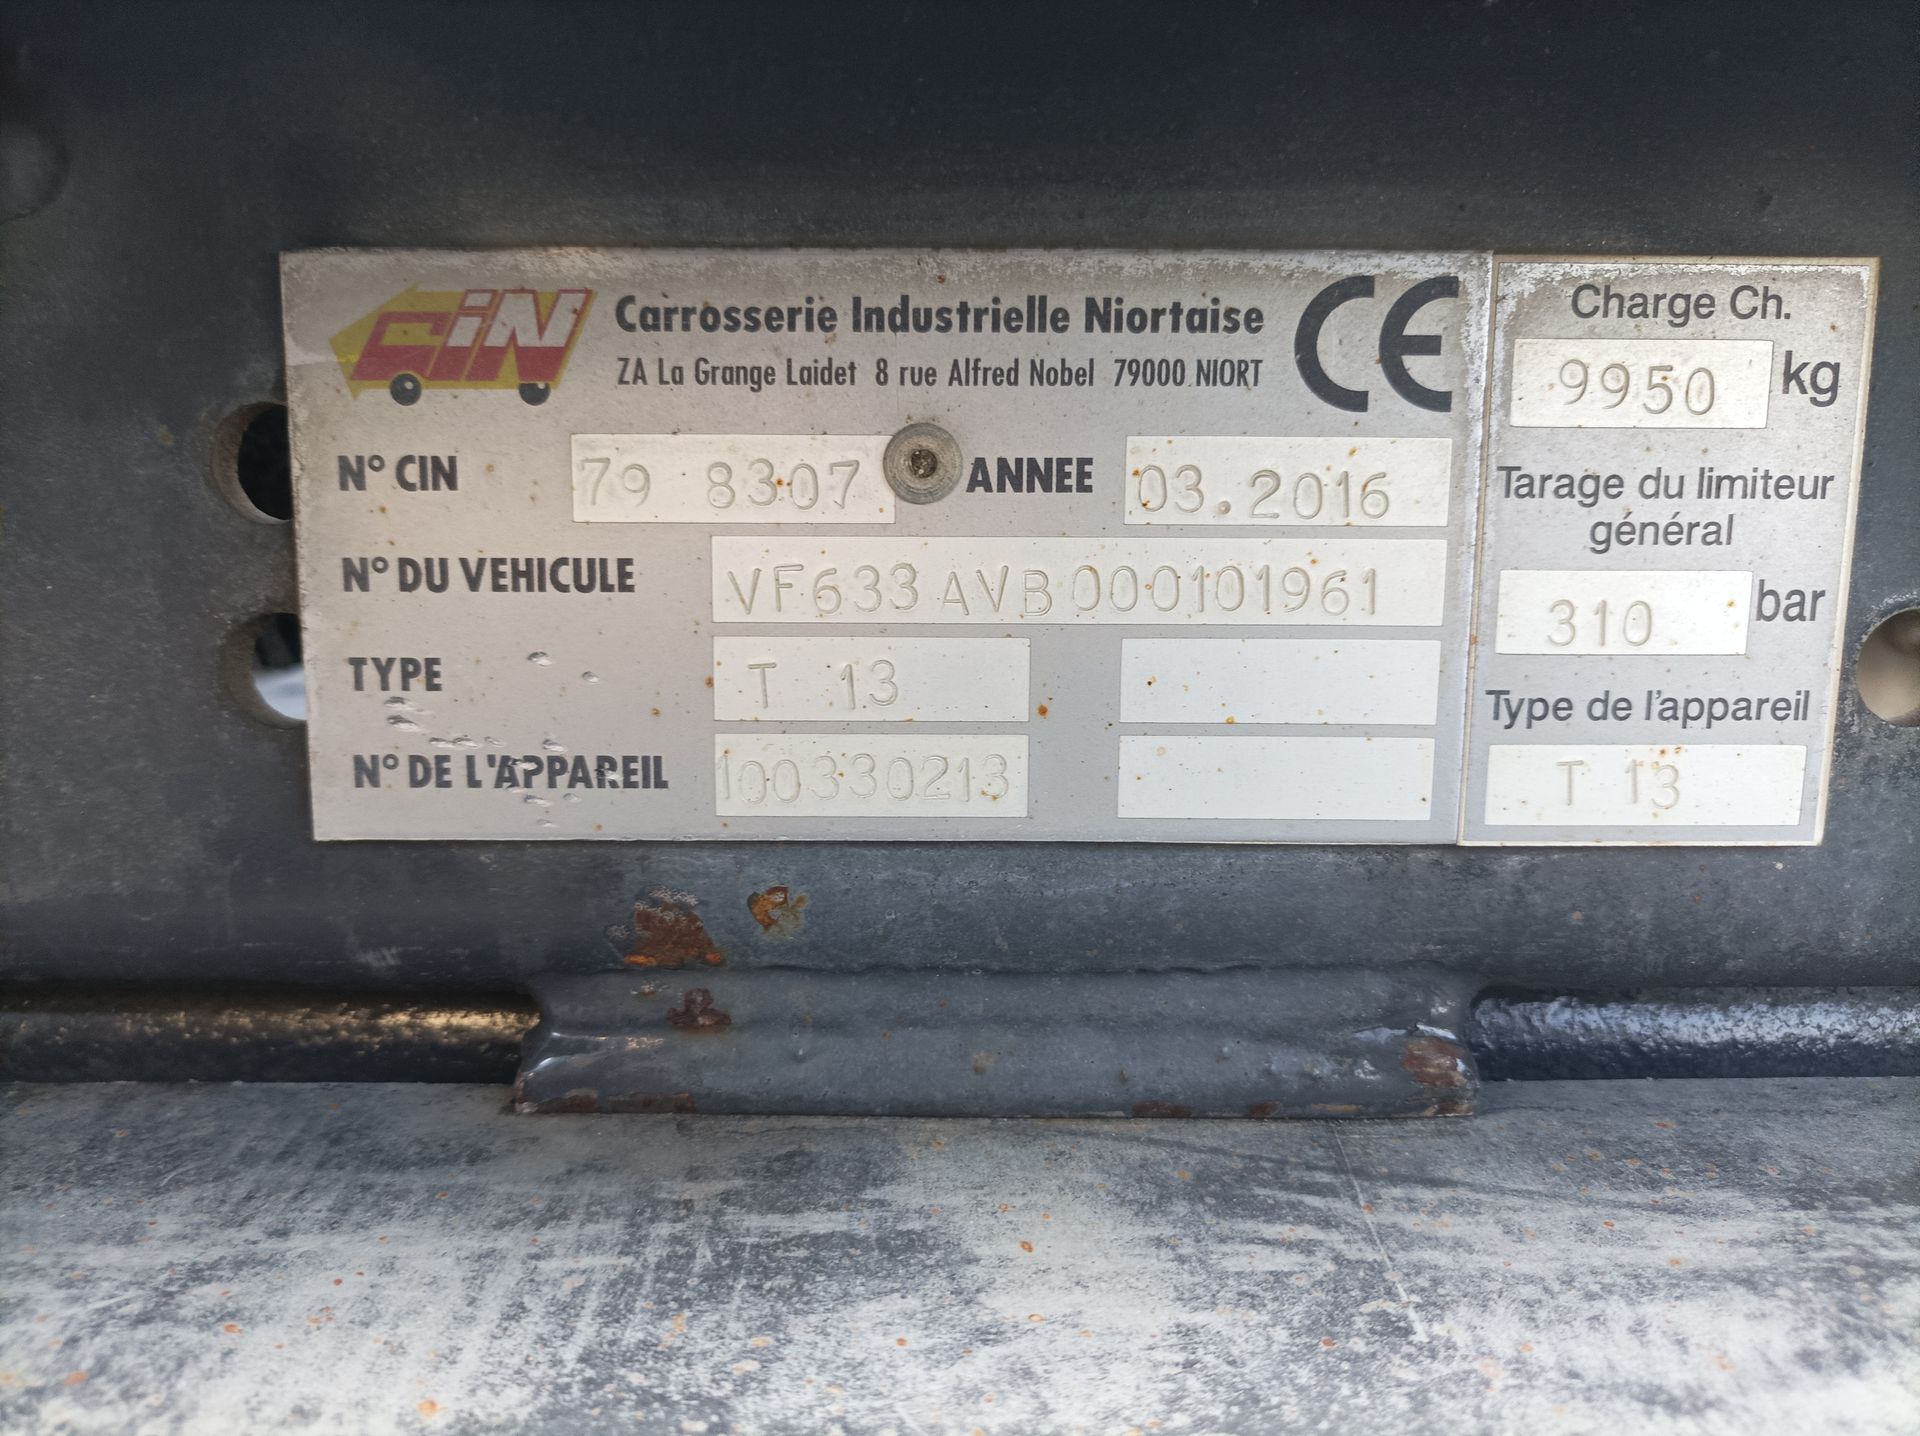 CIN Carrosserie Industrielle Niortaise CE
ZA La Grange Laidet 8 rue Alfred Nobel 79000 NIORT
N° CIN 79 8307 ANNEE 03.2016
N° DU VEHICULE VF633AVB000101961
TYPE T 13
N° DE L'APPAREIL 100330213
Charge Ch.
9950 kg
Tarage du limiteur
général
310 bar
Type de l'appareil
T 13